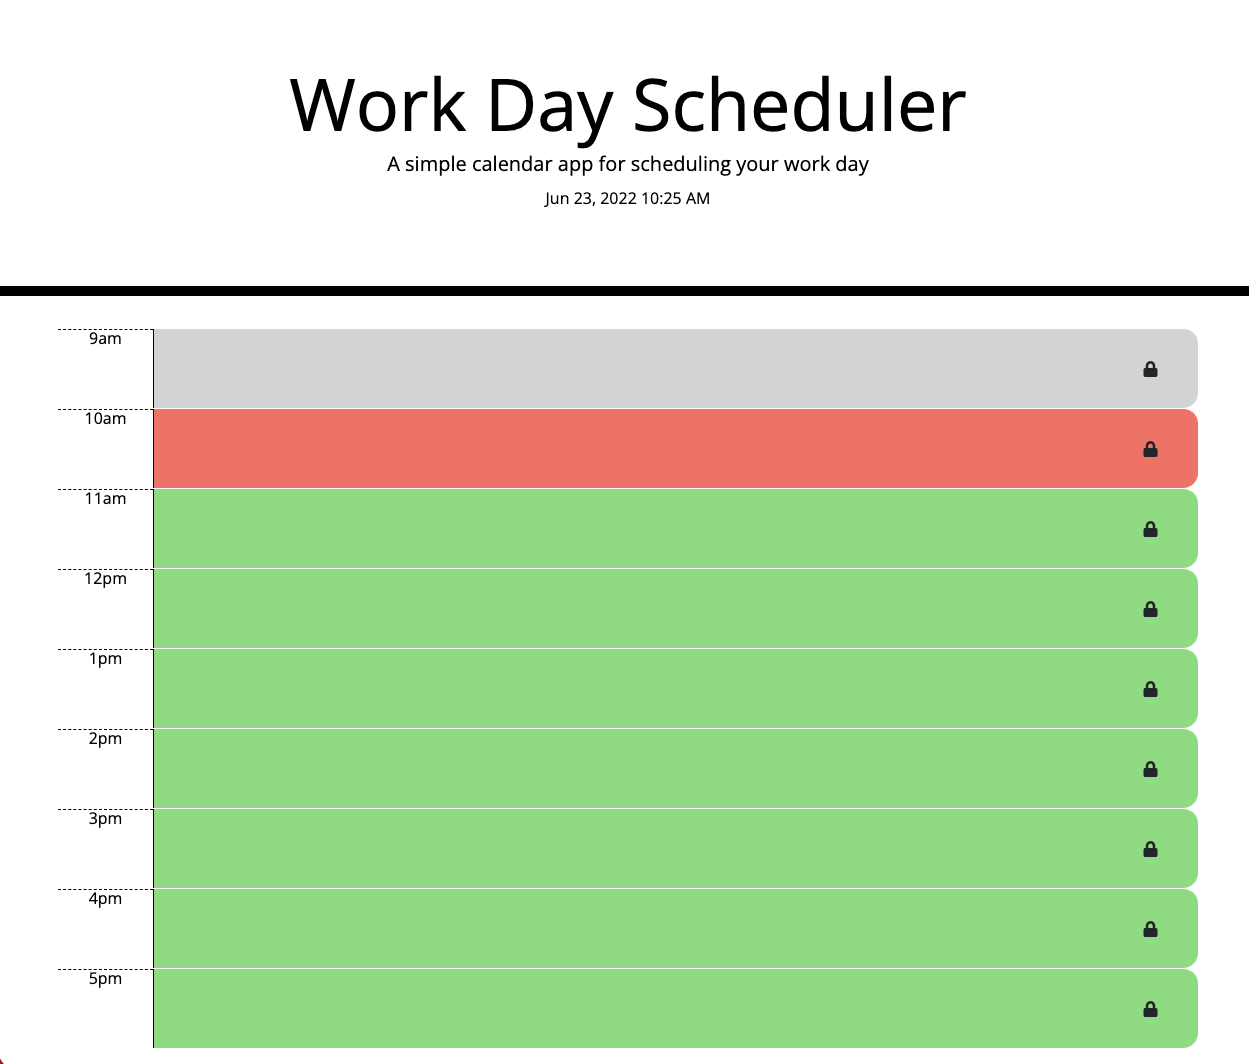 Work Day Scheduler
A simple calendar app for scheduling your work day
Jun 23, 2022 10:25 AM
9am
10am
11am
12pm
1pm
2pm
3pm
4pm
5pm